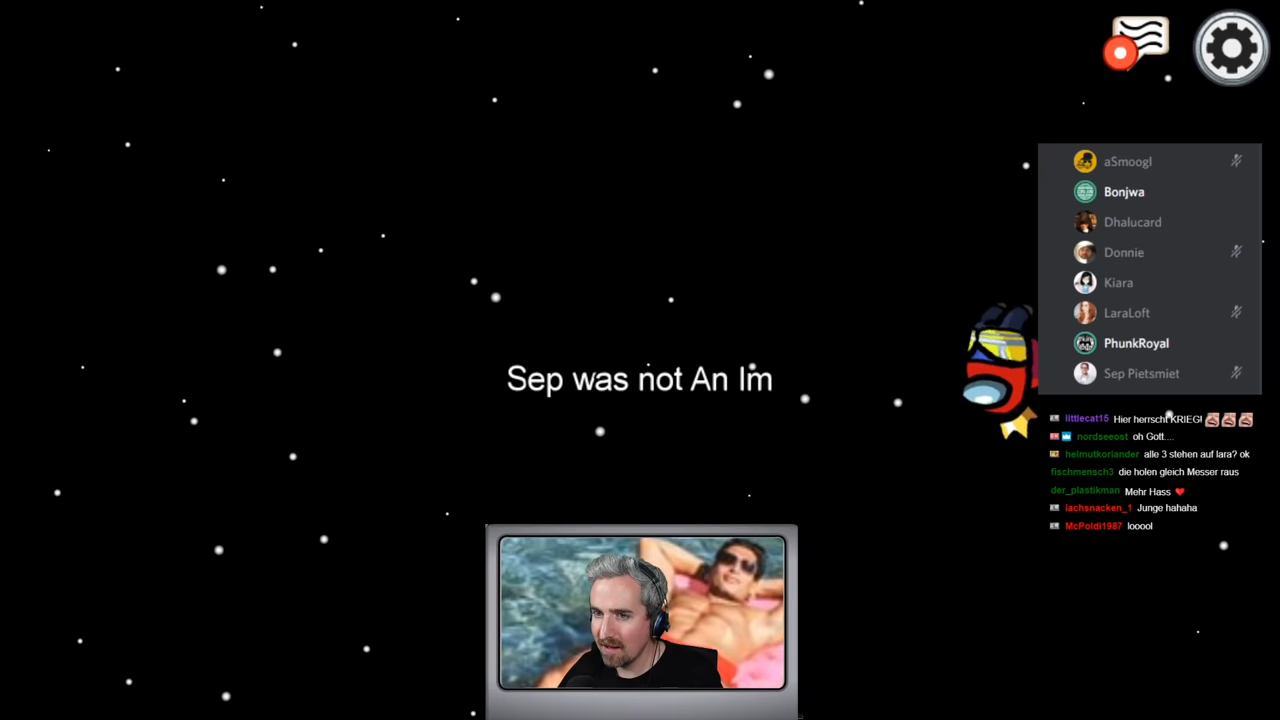 aSmoogl
Bonjwa
Dhalucard
Donnie
Kiara
LaraLoft
PhunkRoyal
Sep Pietsmiet
Sep was not An Im
littlecat15 Hier herrscht KRIEG!
nordseeost oh Gott....
helmutkoriander alle 3 stehen auf lara? ok
fischmensch3 die holen gleich Messer raus
der_plastikman Mehr Hass
lachsnacken_1 Junge hahaha
McPoldi1987 looool